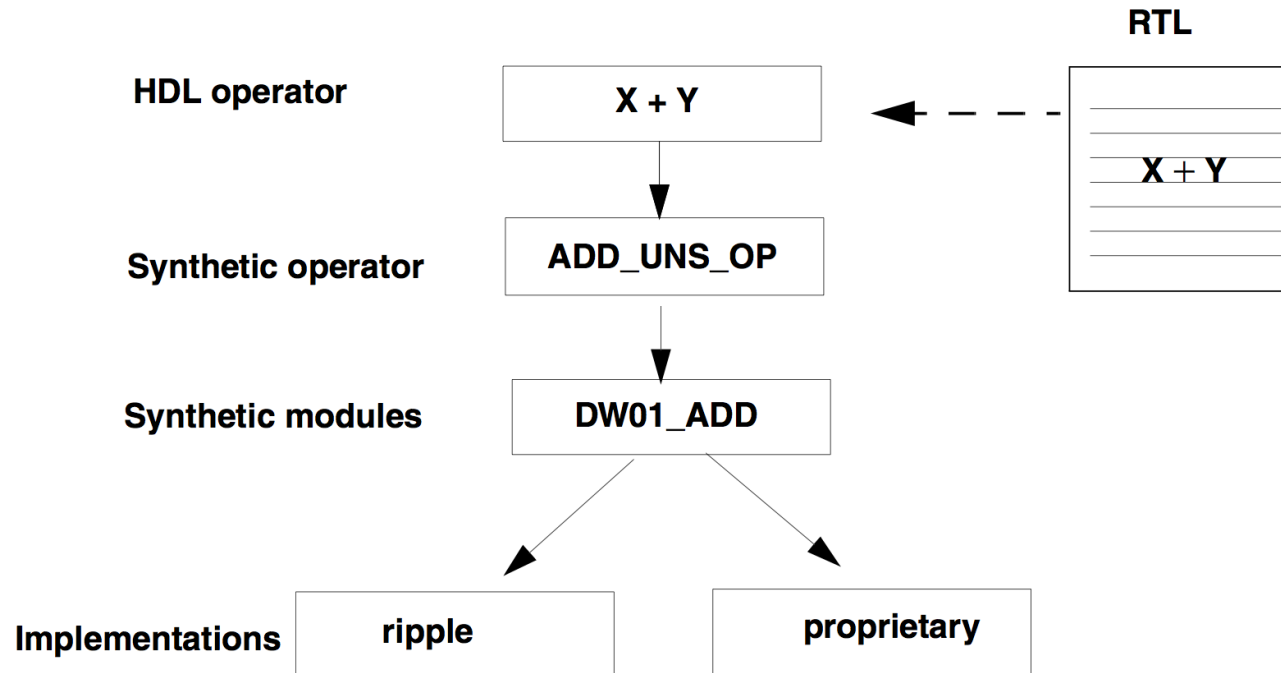 RTL
HDL operator
X + Y
X + Y
Synthetic operator
ADD_UNS_OP
Synthetic modules
DW01_ADD
Implementations
ripple
proprietary